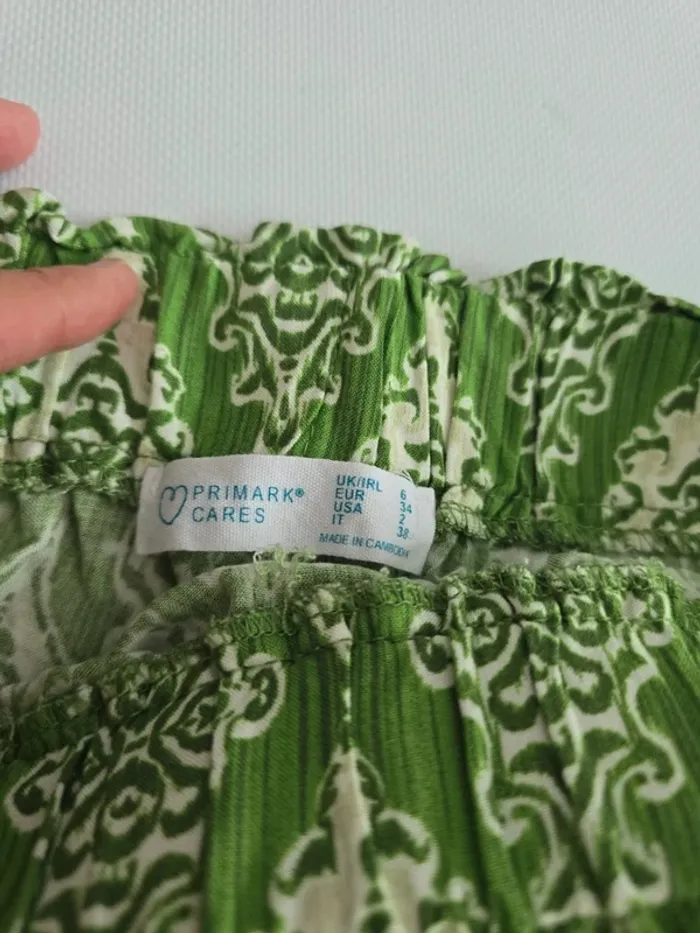 PRIMARK®
CARES
UK/IRL 6
EUR 34
USA 2
IT 38
MADE IN CAMBODIA